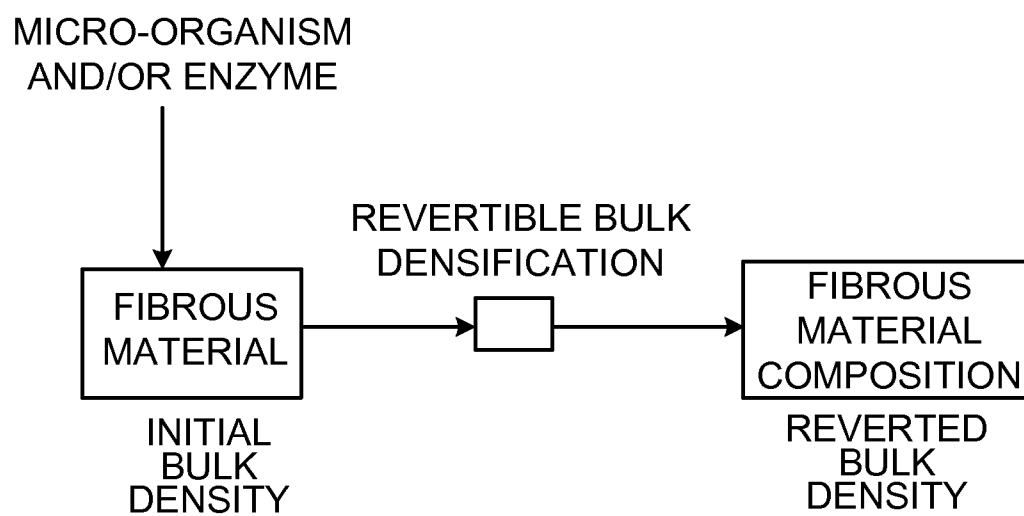 MICRO-ORGANISM
AND/OR ENZYME
REVERTIBLE BULK
DENSIFICATION
FIBROUS
MATERIAL
INITIAL
BULK
DENSITY
FIBROUS
MATERIAL
COMPOSITION
REVERTED
BULK
DENSITY